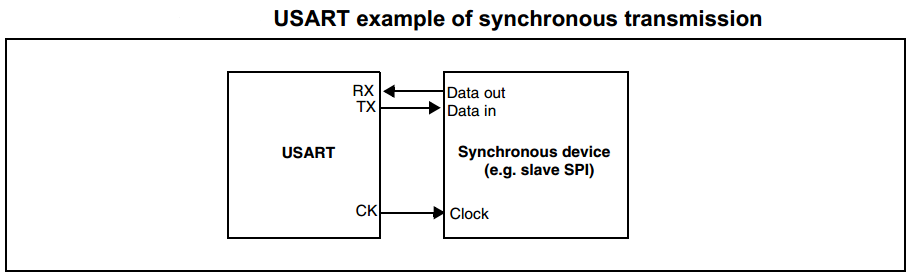 USART example of synchronous transmission
RX
Data out
TX
Data in
USART
Synchronous device
(e.g. slave SPI)
CK
Clock